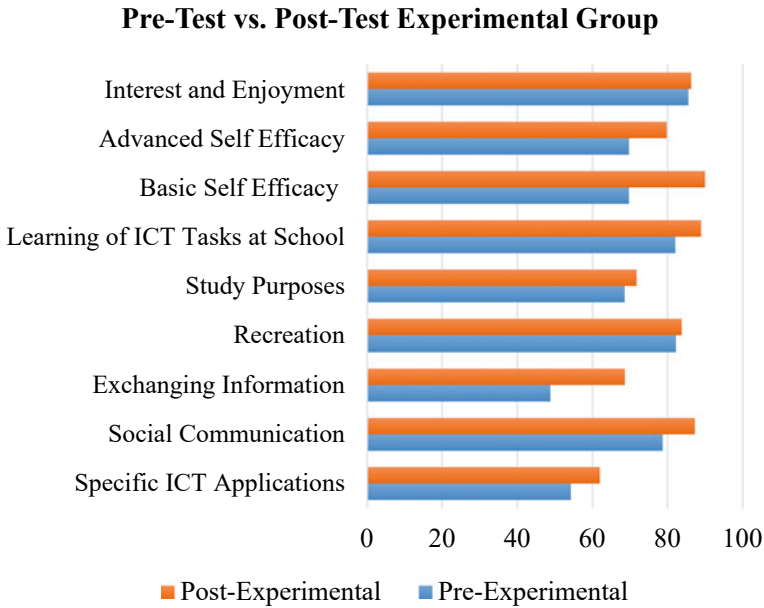 Pre-Test vs. Post-Test Experimental Group
Interest and Enjoyment
Advanced Self Efficacy
Basic Self Efficacy
Learning of ICT Tasks at School
Study Purposes
Recreation
Exchanging Information
Social Communication
Specific ICT Applications
0 20 40 60 80 100
Post-Experimental Pre-Experimental